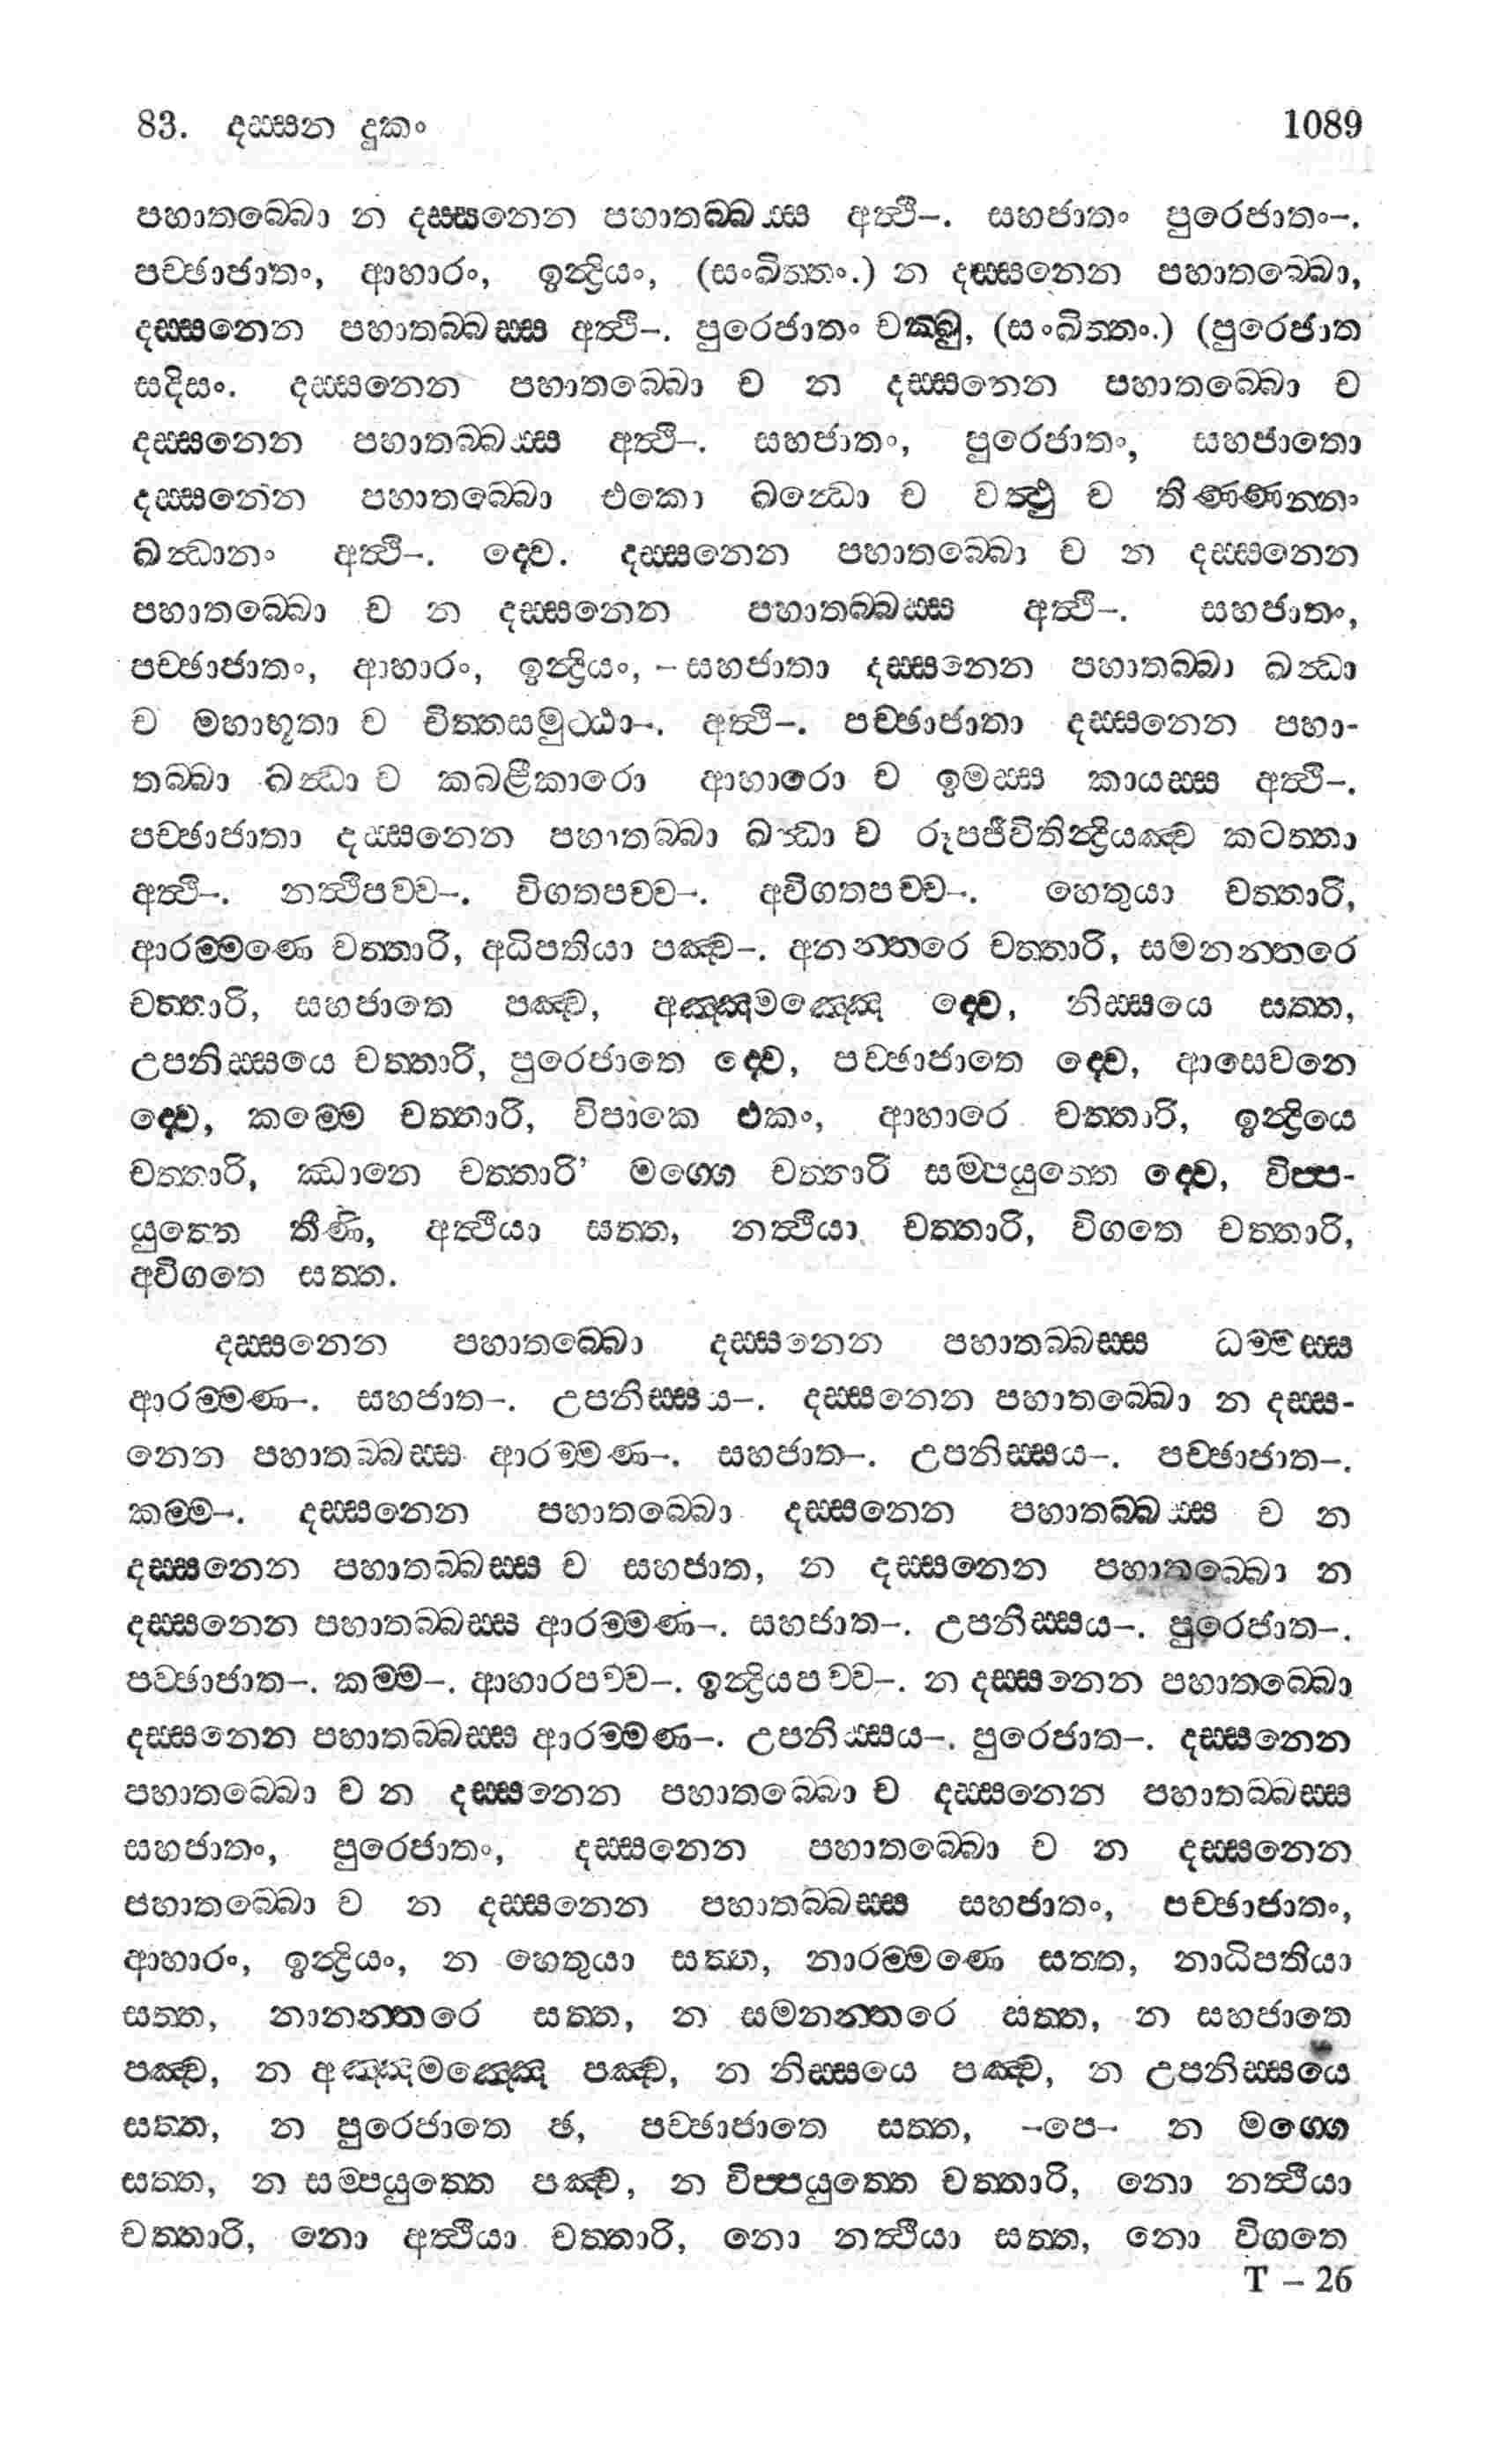 83. දස්සන දුකං 1089
පහාතබ්බො න දස්සනෙන පහාතබ්බස්ස අත්ථි–. සහජාතං පුරෙජාතං–.
පච්ඡාජාතං, ආහාරං, ඉන්ද්‍රියං, (සංඛිත්තං.) න දස්සනෙන පහාතබ්බො,
දස්සනෙන පහාතබ්බස්ස අත්ථි–. පුරෙජාතං චක්ඛු, (සංඛිත්තං.) (පුරෙජාත
සදිසං. දස්සනෙන පහාතබ්බො ච න දස්සනෙන පහාතබ්බො ච
දස්සනෙන පහාතබ්බස්ස අත්ථි–. සහජාතං, පුරෙජාතං, සහජාතො
දස්සනෙන පහාතබ්බො එකො ඛන්ධො ච වත්ථු ච තිණ්ණන්නං
ඛන්ධානං අත්ථි–. ද්වෙ. දස්සනෙන පහාතබ්බො ච න දස්සනෙන
පහාතබ්බො ච න දස්සනෙන පහාතබ්බස්ස අත්ථි–. සහජාතං,
පච්ඡාජාතං, ආහාරං, ඉන්ද්‍රියං, – සහජාතා දස්සනෙන පහාතබ්බා ඛන්ධා
ච මහාභූතා ච චිත්තසමුට්ඨා–. අත්ථි–. පච්ඡාජාතා දස්සනෙන පහා-
තබ්බා ඛන්ධා ච කබළීකාරො ආහාරො ච ඉමස්ස කායස්ස අත්ථි–.
පච්ඡාජාතා දස්සනෙන පහාතබ්බා ඛන්ධා ච රූපජීවිතින්ද්‍රියඤ්ච කටත්තා
අත්ථි–. නත්ථිපච්ච–. විගතපච්ච–. අවිගතපච්ච–. හෙතුයා චත්තාරි,
ආරම්මණෙ චත්තාරි, අධිපතියා පඤ්ච–. අනන්තරෙ චත්තාරි, සමනන්තරෙ
චත්තාරි, සහජාතෙ පඤ්ච, අඤ්ඤමඤ්ඤෙ ද්වෙ, නිස්සයෙ සත්ත,
උපනිස්සයෙ චත්තාරි, පුරෙජාතෙ ද්වෙ, පච්ඡාජාතෙ ද්වෙ, ආසෙවනෙ
ද්වෙ, කම්මෙ චත්තාරි, විපාකෙ එකං, ආහාරෙ චත්තාරි, ඉන්ද්‍රියෙ
චත්තාරි, ඣානෙ චත්තාරි’ මග්ගෙ චත්තාරි සම්පයුත්තෙ ද්වෙ, විප්ප-
යුත්තෙ තීණි, අත්ථියා සත්ත, නත්ථියා චත්තාරි, විගතෙ චත්තාරි,
අවිගතෙ සත්ත.
දස්සනෙන පහාතබ්බො දස්සනෙන පහාතබ්බස්ස ධම්මස්ස
ආරම්මණ–. සහජාත–. උපනිස්සය–. දස්සනෙන පහාතබ්බො න දස්ස-
නෙන පහාතබ්බස්ස ආරම්මණ–. සහජාත–. උපනිස්සය–. පච්ඡාජාත–.
කම්ම–. දස්සනෙන පහාතබ්බො දස්සනෙන පහාතබ්බස්ස ච න
දස්සනෙන පහාතබ්බස්ස ච සහජාත, න දස්සනෙන පහාතබ්බො න
දස්සනෙන පහාතබ්බස්ස ආරම්මණ–. සහජාත–. උපනිස්සය–. පුරෙජාත–.
පච්ඡාජාත–. කම්ම–. ආහාරපච්ච–. ඉන්ද්‍රියපච්ච–. න දස්සනෙන පහාතබ්බො
දස්සනෙන පහාතබ්බස්ස ආරම්මණ–. උපනිස්සය–. පුරෙජාත–. දස්සනෙන
පහාතබ්බො ච න දස්සනෙන පහාතබ්බො ච දස්සනෙන පහාතබ්බස්ස
සහජාතං, පුරෙජාතං, දස්සනෙන පහාතබ්බො ච න දස්සනෙන
පහාතබ්බො ච න දස්සනෙන පහාතබ්බස්ස සහජාතං, පච්ඡාජාතං,
ආහාරං, ඉන්ද්‍රියං, න හෙතුයා සත්ත, නාරම්මණෙ සත්ත, නාධිපතියා
සත්ත, නානන්තරෙ සත්ත, න සමනන්තරෙ සත්ත, න සහජාතෙ
පඤ්ච, න අඤ්ඤමඤ්ඤෙ පඤ්ච, න නිස්සයෙ පඤ්ච, න උපනිස්සයෙ
සත්ත, න පුරෙජාතෙ ඡ, පච්ඡාජාතෙ සත්ත, –පෙ– න මග්ගෙ
සත්ත, න සම්පයුත්තෙ පඤ්ච, න විප්පයුත්තෙ චත්තාරි, නො නත්ථියා
චත්තාරි, නො අත්ථියා චත්තාරි, නො නත්ථියා සත්ත, නො විගතෙ
T – 26